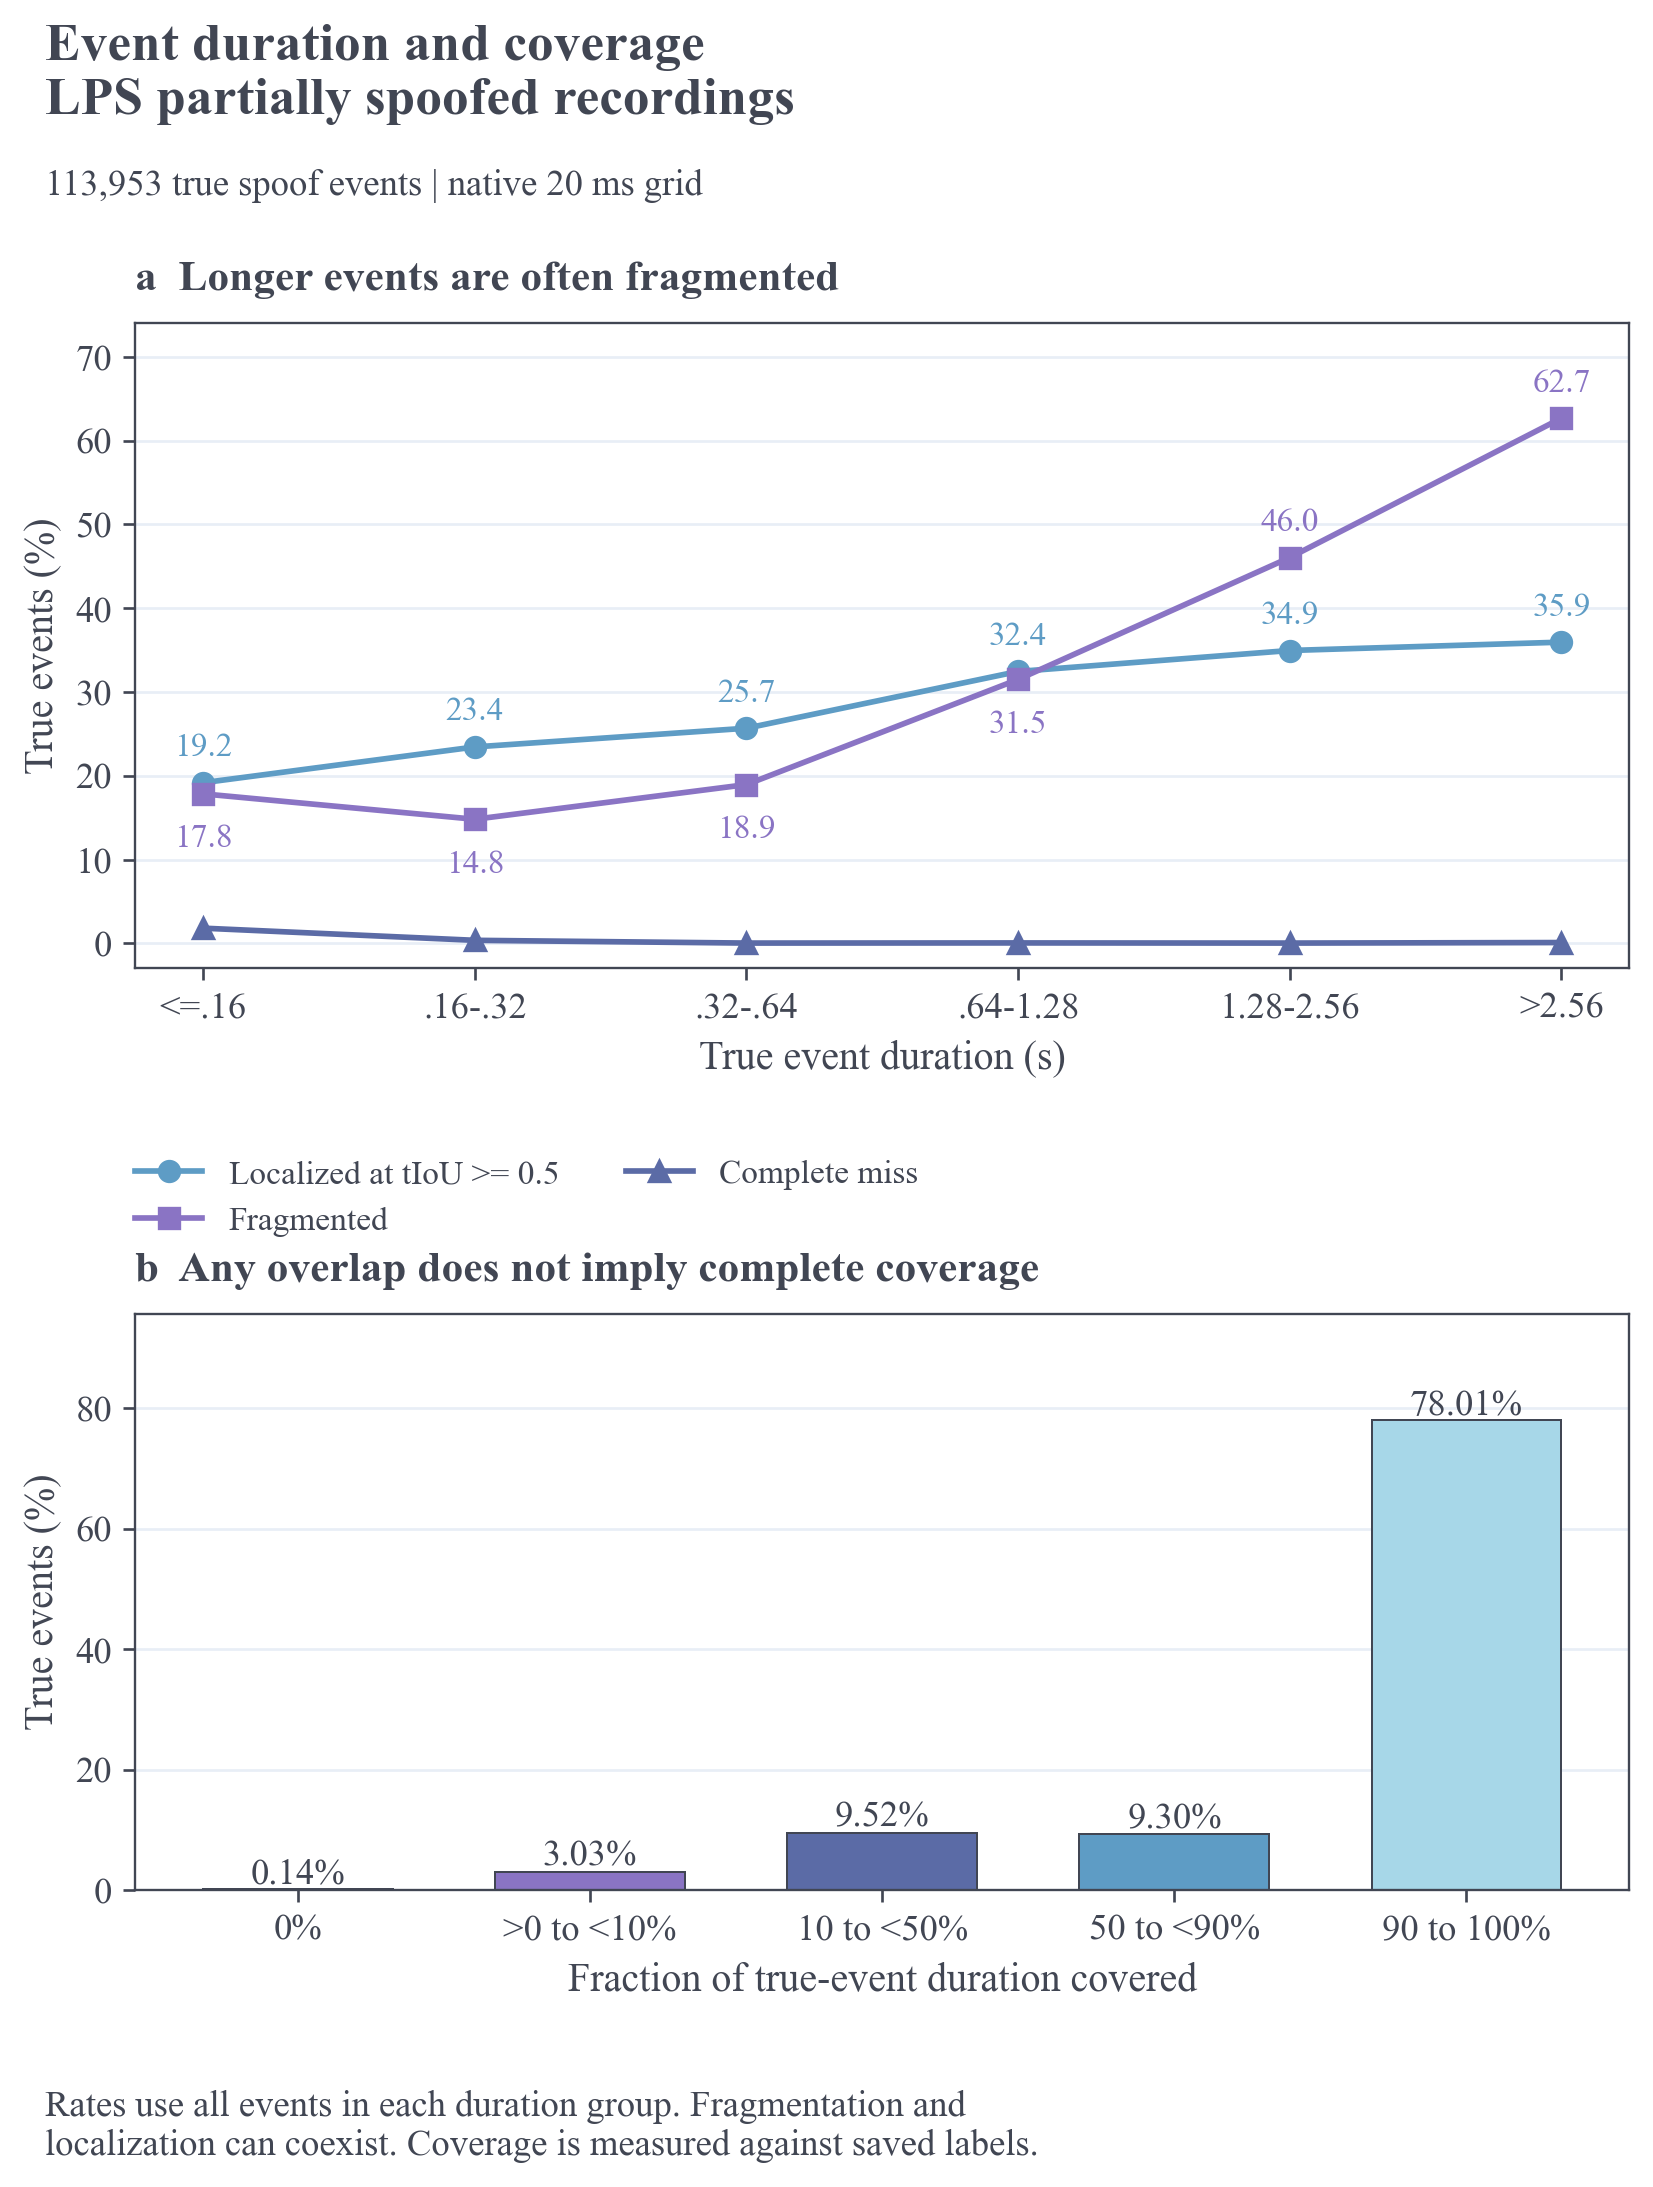 Event duration and coverage
LPS partially spoofed recordings
113,953 true spoof events | native 20 ms grid
a Longer events are often fragmented
True events (%)
70
60
50
40
30
20
10
0
19.2
23.4
25.7
32.4
34.9
35.9
17.8
14.8
18.9
31.5
46.0
62.7
<=.16
.16-.32
.32-.64
.64-1.28
1.28-2.56
>2.56
True event duration (s)
Localized at tIoU >= 0.5
Complete miss
Fragmented
b Any overlap does not imply complete coverage
True events (%)
80
60
40
20
0
0.14%
3.03%
9.52%
9.30%
78.01%
0%
>0 to <10%
10 to <50%
50 to <90%
90 to 100%
Fraction of true-event duration covered
Rates use all events in each duration group. Fragmentation and
localization can coexist. Coverage is measured against saved labels.